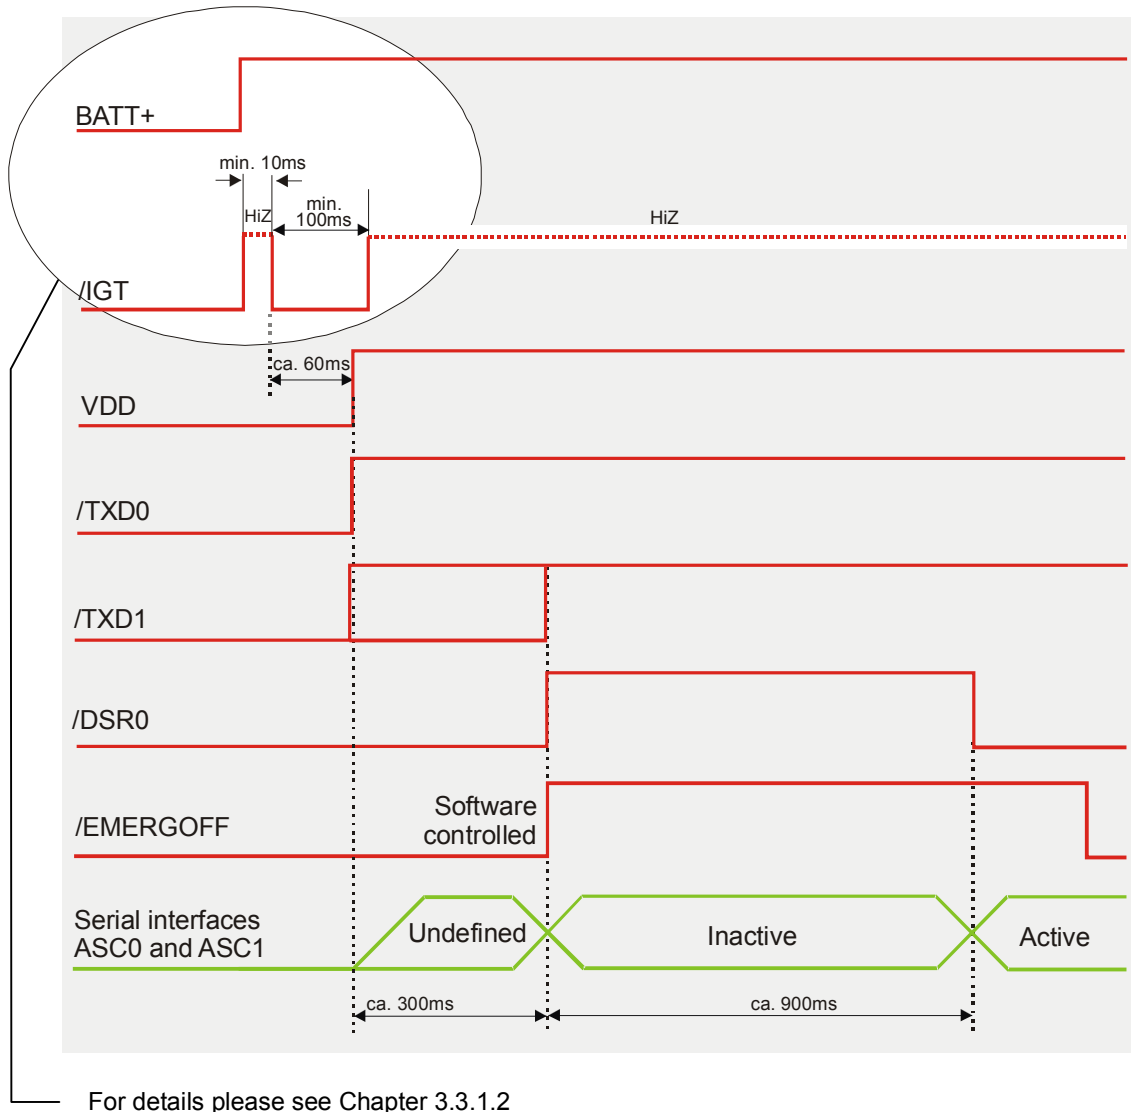 BATT+
min. 10ms
HiZ
min.
100ms
HiZ
/IGT
ca. 60ms
VDD
/TXD0
/TXD1
/DSR0
/EMERGOFF
Software
controlled
Serial interfaces
ASC0 and ASC1
Undefined
Inactive
Active
ca. 300ms
ca. 900ms
For details please see Chapter 3.3.1.2